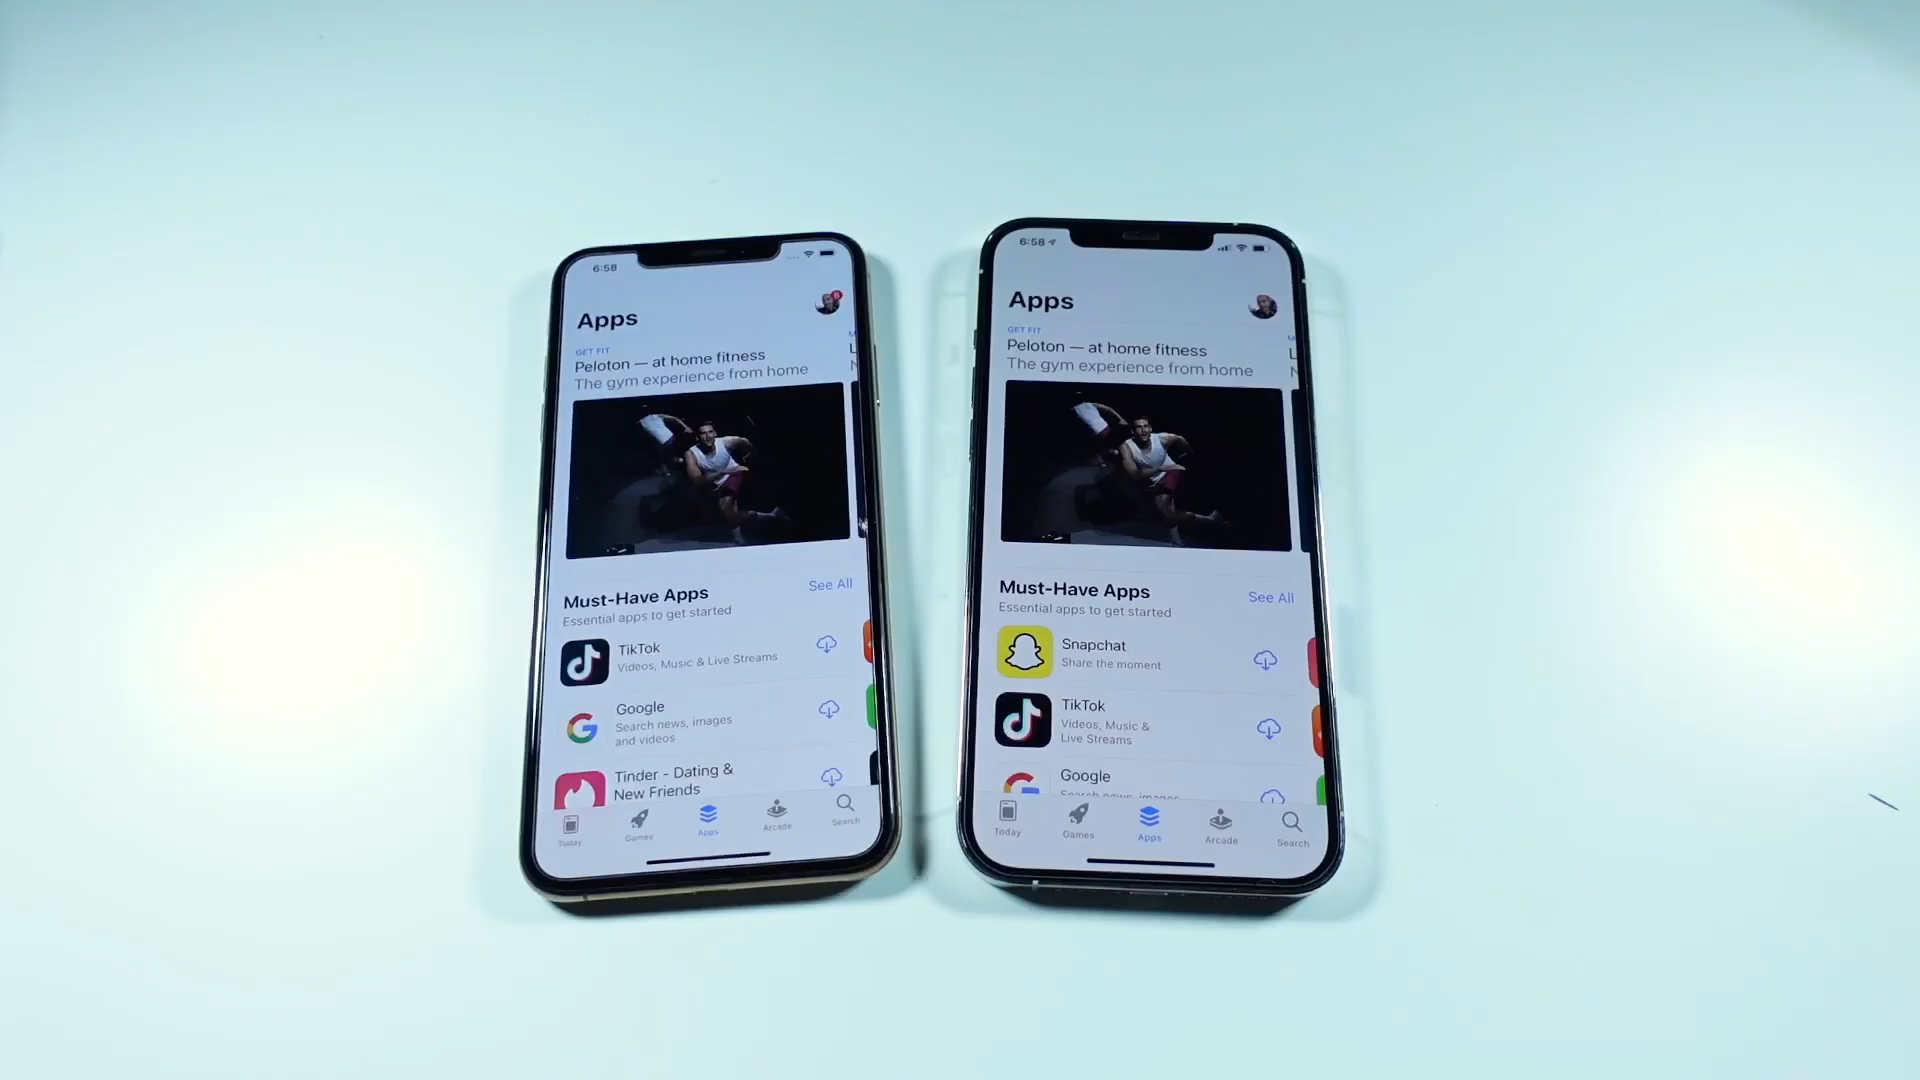 6:58
Apps
6
GET FIT
Peloton — at home fitness
The gym experience from home
M
L
N
Must-Have Apps
See All
Essential apps to get started
TikTok
Videos, Music & Live Streams
Google
Search news, images
and videos
Tinder - Dating &
New Friends
Today
Games
Apps
Arcade
Search
6:58
Apps
GET FIT
Peloton — at home fitness
The gym experience from home
M
L
N
Must-Have Apps
See All
Essential apps to get started
Snapchat
Share the moment
TikTok
Videos, Music &
Live Streams
Google
Search news, images
Today
Games
Apps
Arcade
Search